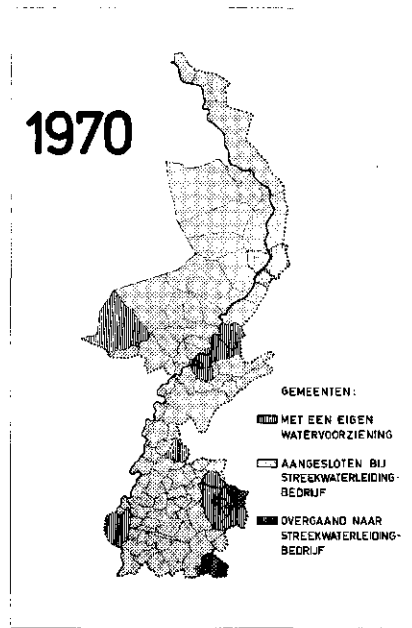 1970
GEMEENTEN:
MET EEN EIGEN
WATERVOORZIENING
AANGESLOTEN BIJ
STREEKWATERLEIDING-
BEDRIJF
OVERGAAND NAAR
STREEKWATERLEIDING-
BEDRIJF